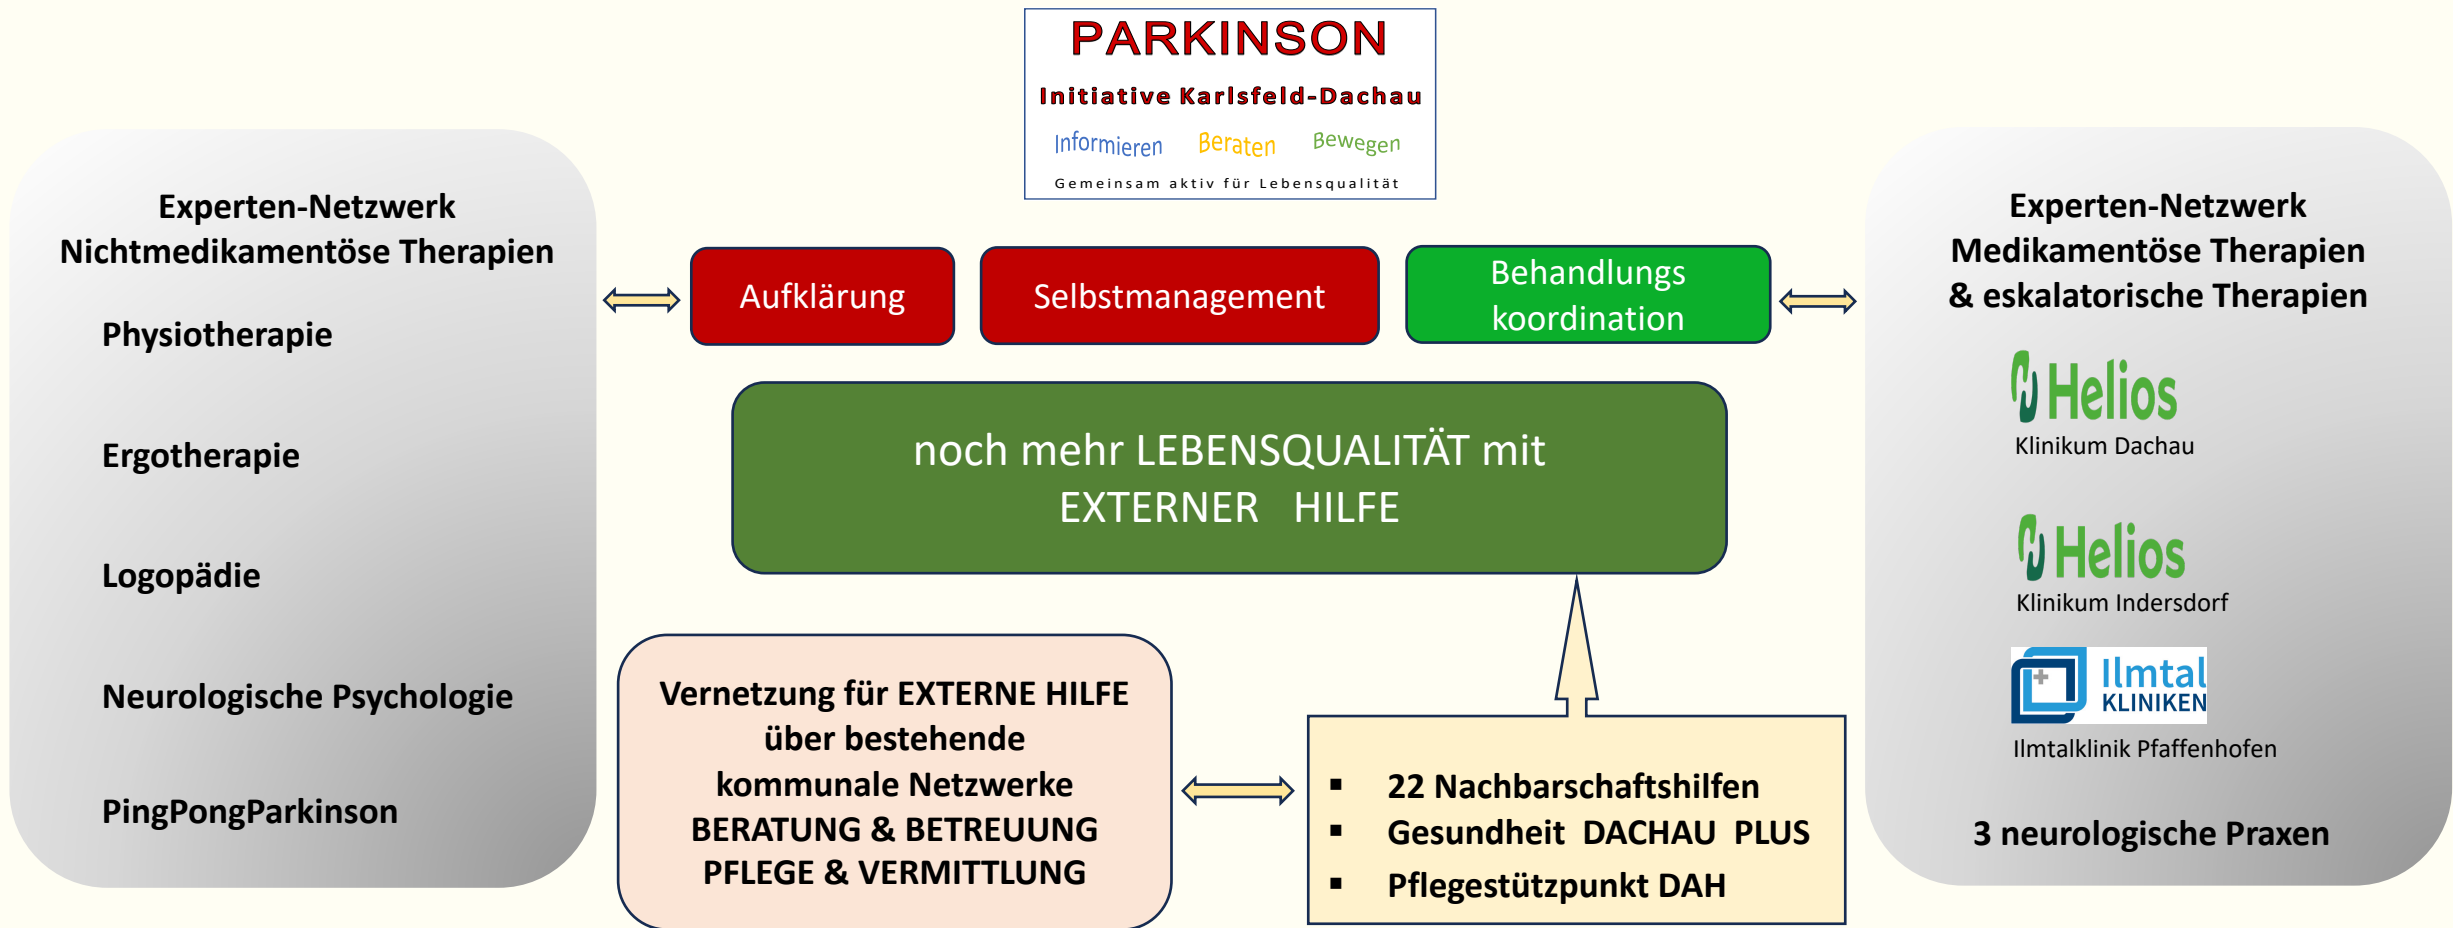 PARKINSON
Initiative Karlsfeld-Dachau
Informieren Beraten Bewegen
Gemeinsam aktiv für Lebensqualität
Experten-Netzwerk
Nichtmedikamentöse Therapien
Physiotherapie
Ergotherapie
Logopädie
Neurologische Psychologie
PingPongParkinson
Aufklärung
Selbstmanagement
Behandlungs
koordination
noch mehr LEBENSQUALITÄT mit
EXTERNER HILFE
Vernetzung für EXTERNE HILFE
über bestehende
kommunale Netzwerke
BERATUNG & BETREUUNG
PFLEGE & VERMITTLUNG
▪ 22 Nachbarschaftshilfen
▪ Gesundheit DACHAU PLUS
▪ Pflegestützpunkt DAH
Experten-Netzwerk
Medikamentöse Therapien
& eskalatorische Therapien
Helios
Klinikum Dachau
Helios
Klinikum Indersdorf
Ilmtal
KLINIKEN
Ilmtalklinik Pfaffenhofen
3 neurologische Praxen